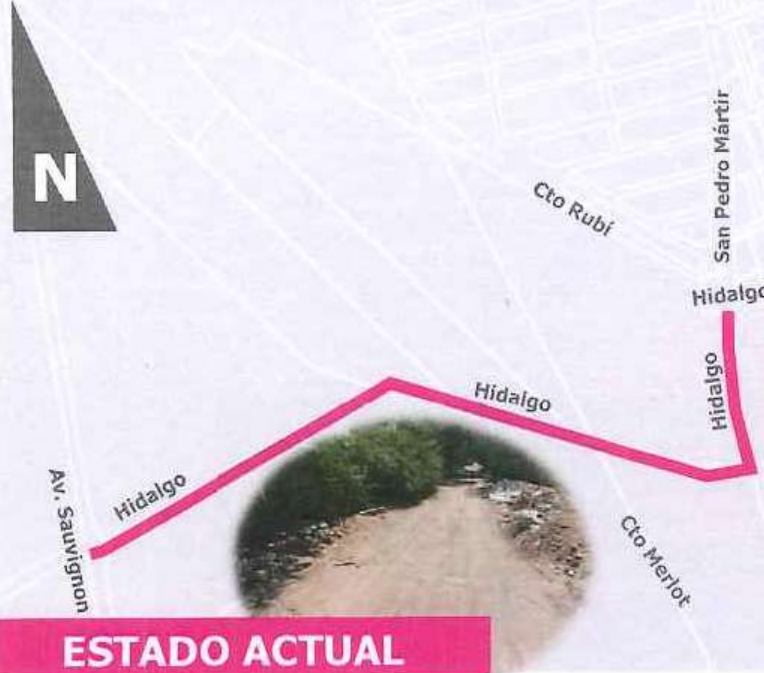 N
San Pedro Mártir
Cto Rubí
Hidalgo
Hidalgo
Hidalgo
Hidalgo
Av. Sauvignon
Cto Merlot
ESTADO ACTUAL